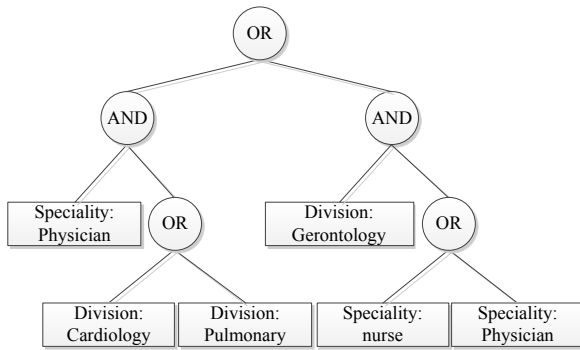 OR
AND
AND
Speciality:
Physician
OR
Division:
Gerontology
OR
Division:
Cardiology
Division:
Pulmonary
Speciality:
nurse
Speciality:
Physician